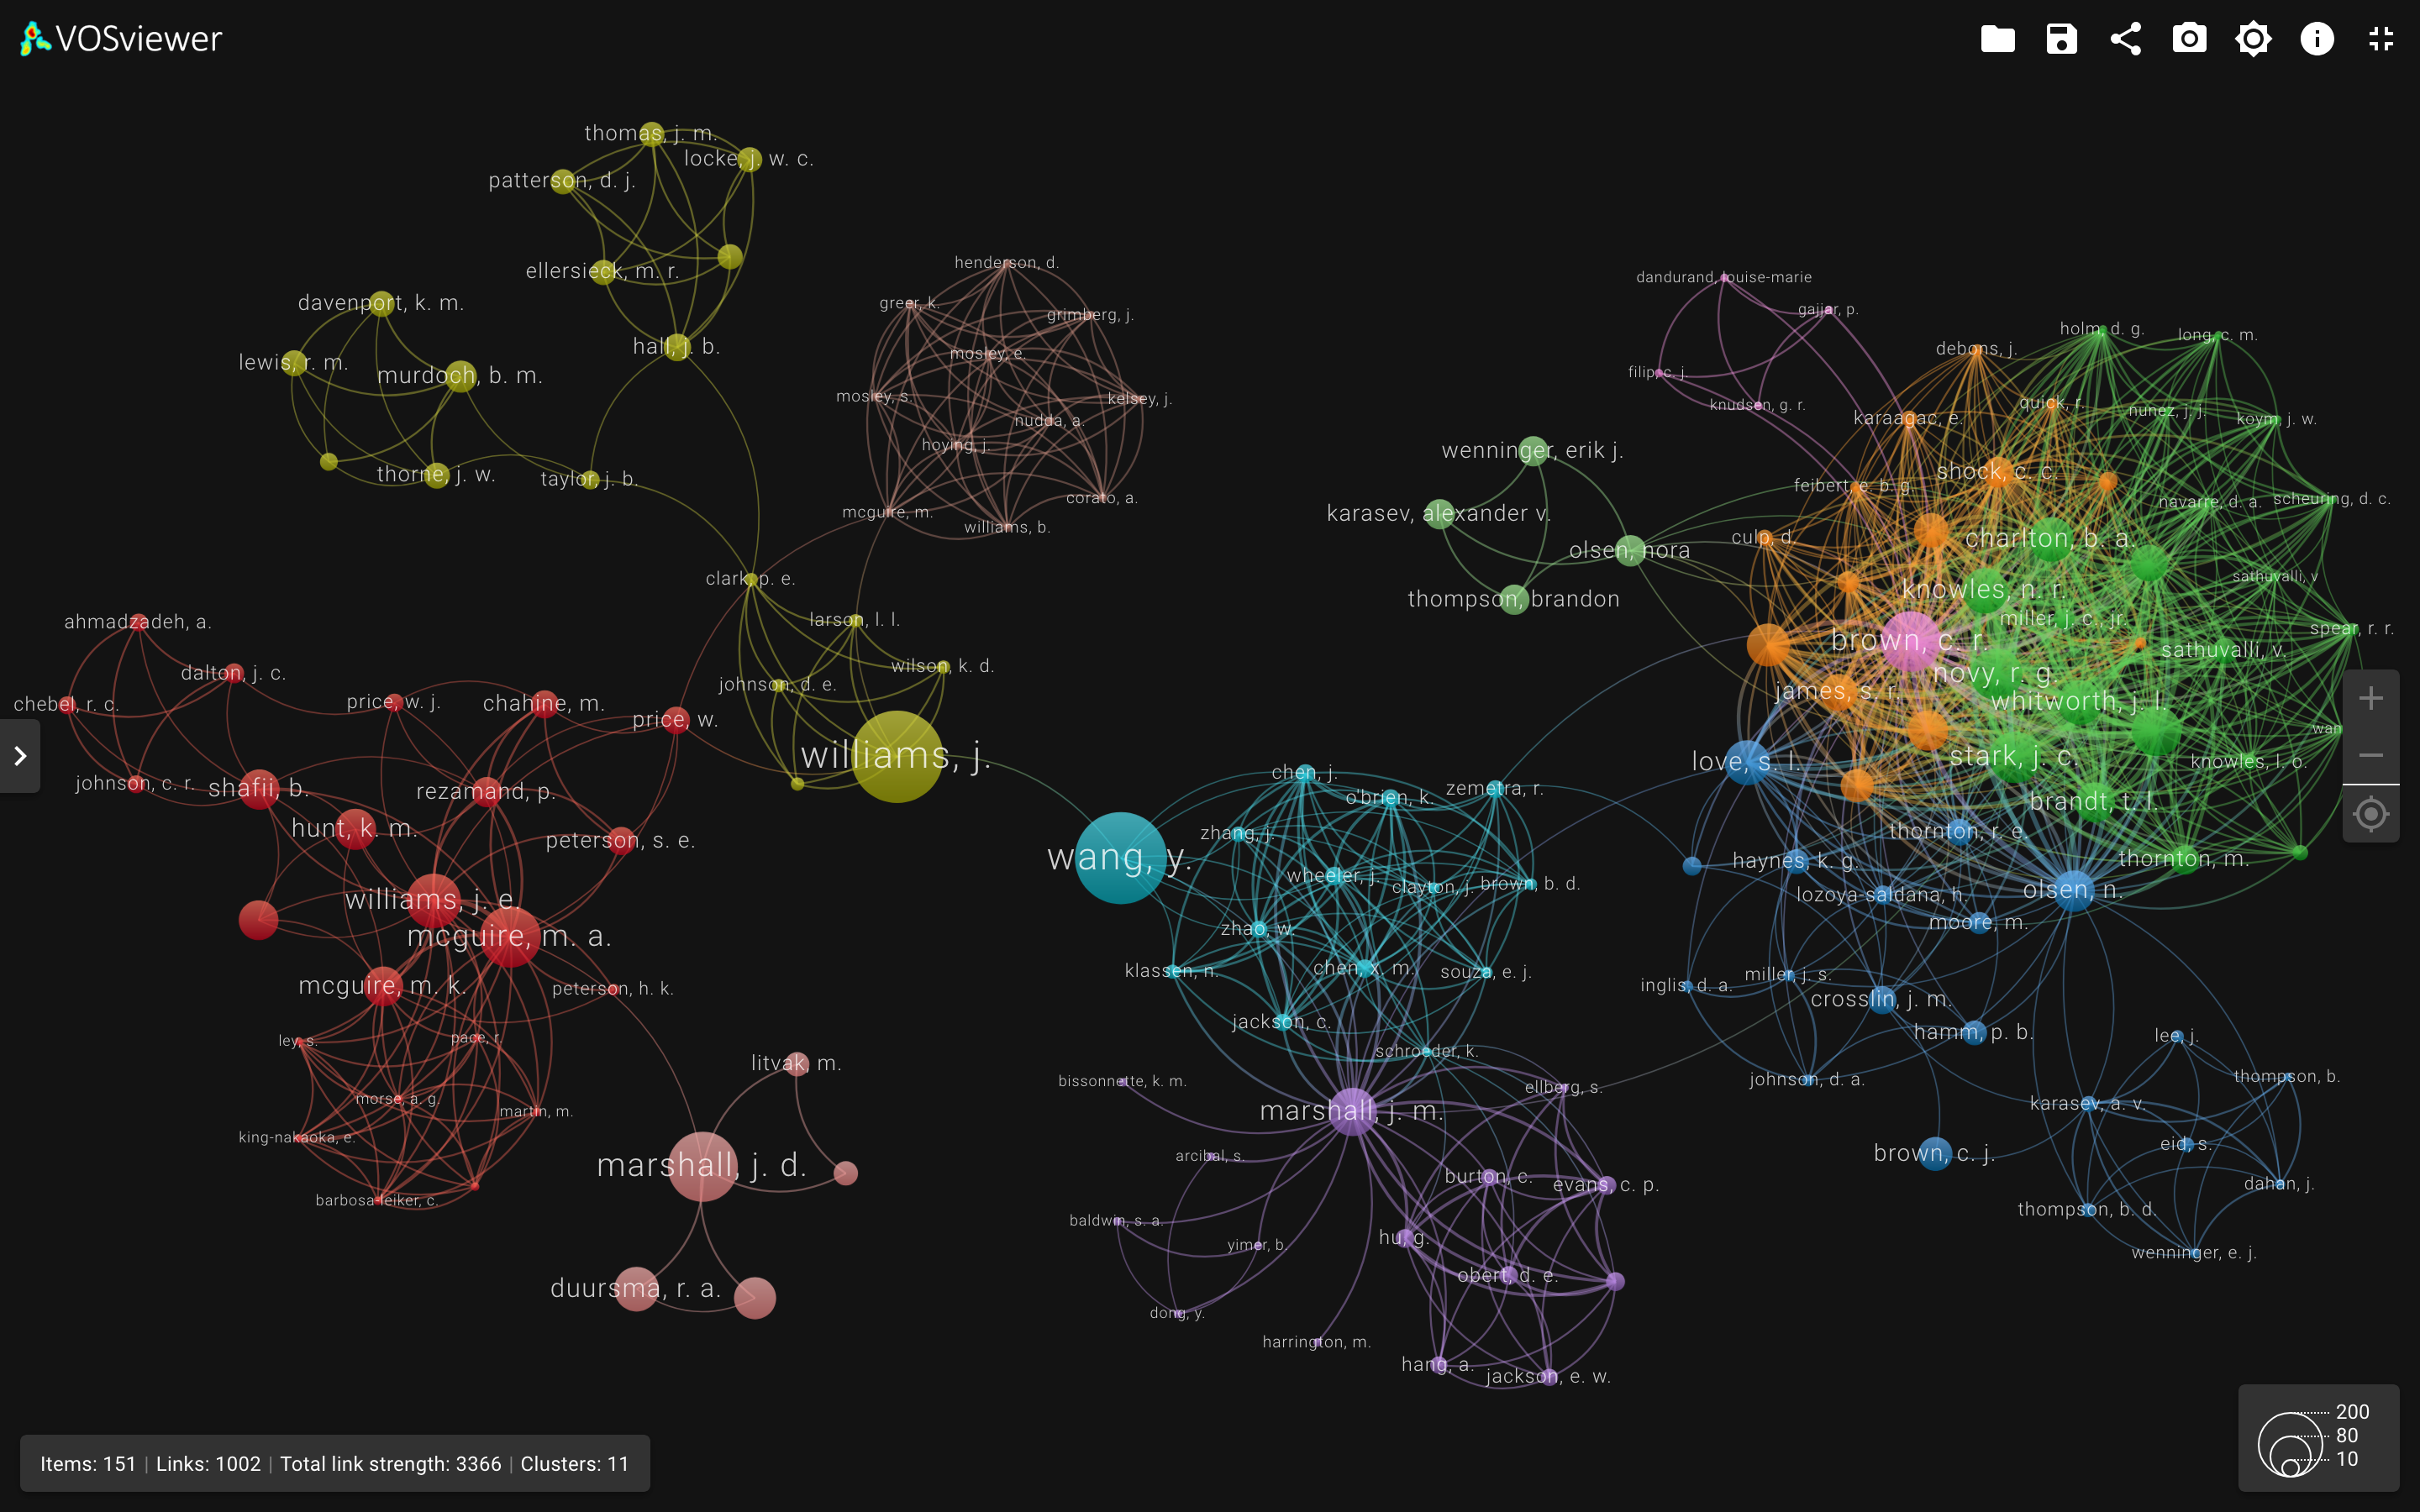 VOSviewer
thomas, j. m.
locke, j. w. c.
patterson, d. j.
ellersieck, m. r.
davenport, k. m.
hall, j. b.
lewis, r. m.
murdoch, b. m.
thorne, j. w.
taylor, j. b.
henderson, d.
greer, k.
grimberg, j.
mosley, e.
mosley, s.
kelsey, j.
nudda, a.
hoying, j.
corato, a.
mcguire, m.
williams, b.
clark, p. e.
larson, l. l.
wilson, k. d.
johnson, d. e.
williams, j.
ahmadzadeh, a.
dalton, j. c.
chebel, r. c.
price, w. j.
chahine, m.
price, w.
johnson, c. r.
shafii, b.
rezamand, p.
hunt, k. m.
peterson, s. e.
williams, j. e.
mcguire, m. a.
mcguire, m. k.
peterson, h. k.
ley, s.
pace, r.
morse, a. g.
martin, m.
king-nakaoka, e.
barbosa-leiker, c.
litvak, m.
marshall, j. d.
duursma, r. a.
wang, y.
chen, j.
o'brien, k.
zemetra, r.
zhang, j.
wheeler, j.
clayton, j.
brown, b. d.
zhao, w.
klassen, n.
chen, x. m.
souza, e. j.
jackson, c.
schroeder, k.
bissonnette, k. m.
ellberg, s.
marshall, j. m.
arcibal, s.
burton, c.
evans, c. p.
baldwin, s. a.
yimer, b.
hu, g.
obert, d. e.
dong, y.
harrington, m.
hang, a.
jackson, e. w.
dandurand, louise-marie
gajjar, p.
filip, c. j.
knudsen, g. r.
wenninger, erik j.
karasev, alexander v.
olsen, nora
thompson, brandon
holm, d. g.
long, c. m.
debons, j.
quick, r.
nunez, j. j.
karaagac, e.
koym, j. w.
shock, c. c.
feibert, e. b. g.
navarre, d. a.
scheuring, d. c.
culp, d.
charlton, b. a.
knowles, n. r.
sathuvalli, v
miller, j. c., jr.
spear, r. r.
brown, c. r.
sathuvalli, v.
novy, r. g.
james, s. r.
whitworth, j. l.
wan
love, s. l.
stark, j. c.
knowles, l. o.
brandt, t. l.
thornton, r. e.
haynes, k. g.
thornton, m.
lozoya-saldana, h.
olsen, n.
moore, m.
inglis, d. a.
miller, j. s.
crosslin, j. m.
hamm, p. b.
lee, j.
johnson, d. a.
thompson, b.
karasev, a. v.
eid, s.
brown, c. j.
dahan, j.
thompson, b. d.
wenninger, e. j.
200
80
10
Items: 151 | Links: 1002 | Total link strength: 3366 | Clusters: 11